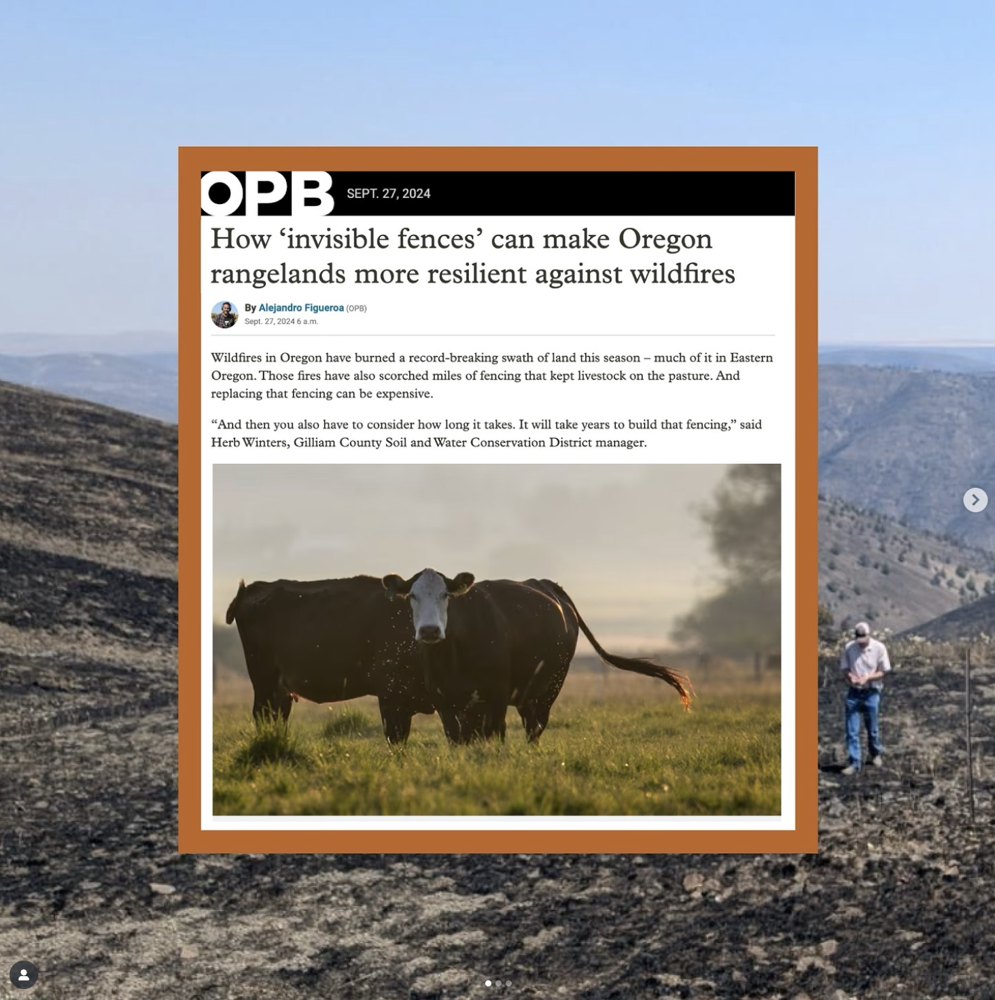 OPB SEPT. 27, 2024
How ‘invisible fences’ can make Oregon
rangelands more resilient against wildfires
By Alejandro Figueroa (OPB)
Sept. 27, 2024 6 a.m.
Wildfires in Oregon have burned a record-breaking swath of land this season – much of it in Eastern
Oregon. Those fires have also scorched miles of fencing that kept livestock on the pasture. And
replacing that fencing can be expensive.
“And then you also have to consider how long it takes. It will take years to build that fencing,” said
Herb Winters, Gilliam County Soil and Water Conservation District manager.